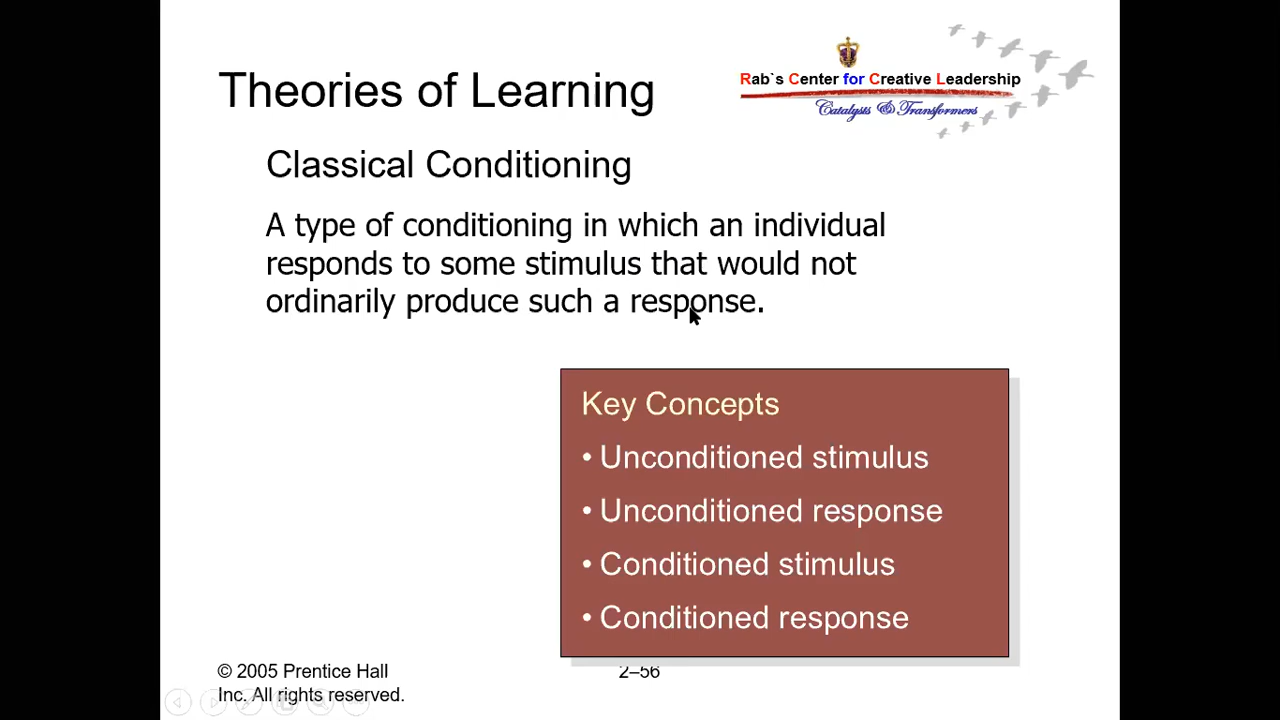 Theories of Learning
Rab`s Center for Creative Leadership
Catalysts & Transformers
Classical Conditioning
A type of conditioning in which an individual
responds to some stimulus that would not
ordinarily produce such a response.
Key Concepts
• Unconditioned stimulus
• Unconditioned response
• Conditioned stimulus
• Conditioned response
© 2005 Prentice Hall
Inc. All rights reserved.
2–56